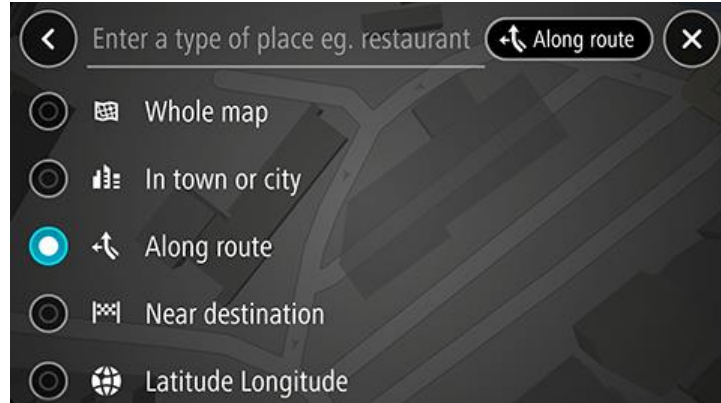 Enter a type of place eg. restaurant Along route
Whole map
In town or city
Along route
Near destination
Latitude Longitude